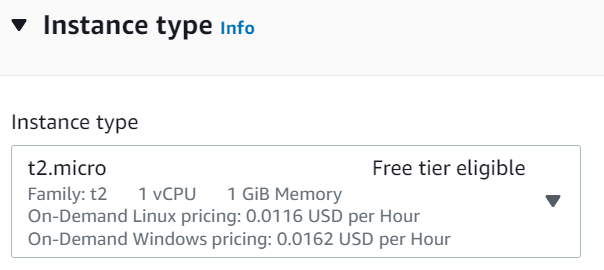 Instance type Info
Instance type
t2.micro Free tier eligible
Family: t2 1 vCPU 1 GiB Memory
On-Demand Linux pricing: 0.0116 USD per Hour
On-Demand Windows pricing: 0.0162 USD per Hour